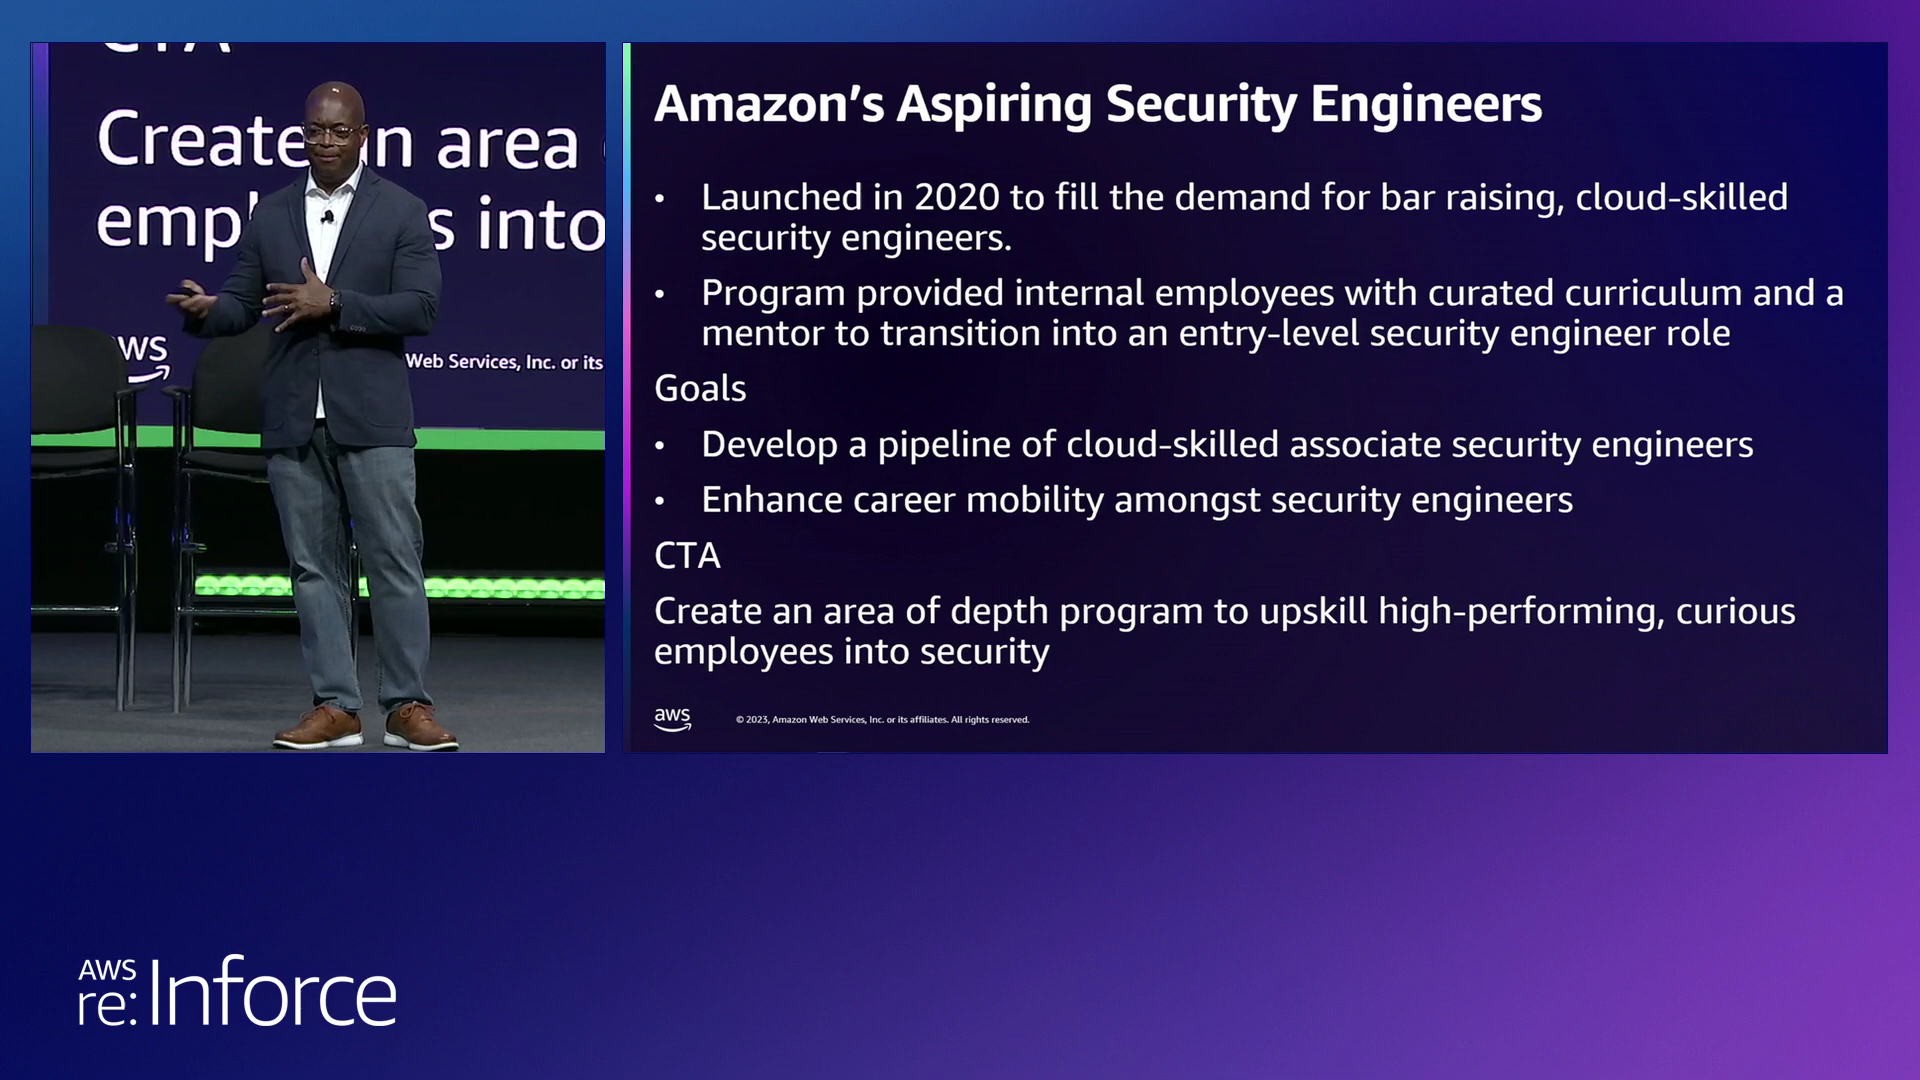 CTA
Create in area
emp s into
aws
Web Services, Inc. or its
Amazon's Aspiring Security Engineers
• Launched in 2020 to fill the demand for bar raising, cloud-skilled
security engineers.
• Program provided internal employees with curated curriculum and a
mentor to transition into an entry-level security engineer role
Goals
• Develop a pipeline of cloud-skilled associate security engineers
• Enhance career mobility amongst security engineers
CTA
Create an area of depth program to upskill high-performing, curious
employees into security
aws
© 2023, Amazon Web Services, Inc. or its affiliates. All rights reserved.
AWS
re:Inforce